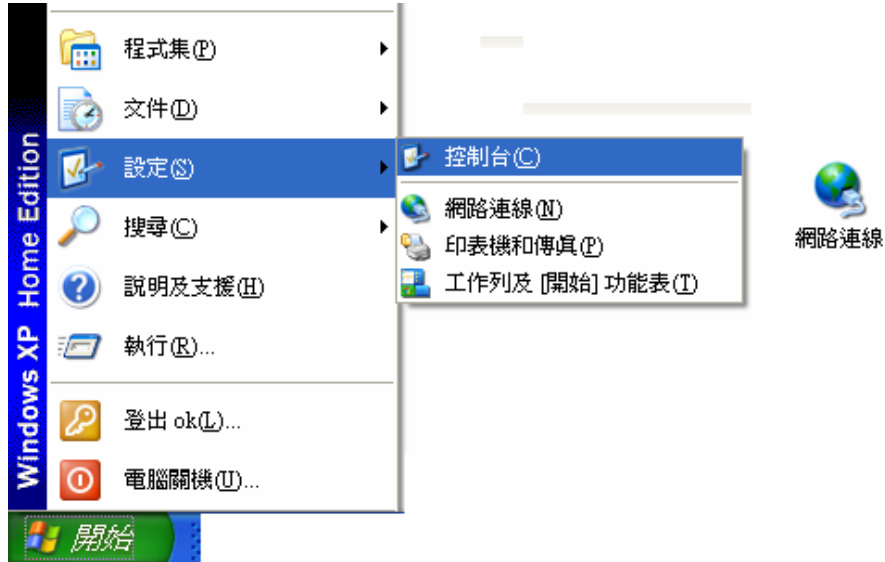 程式集(P)
文件(D)
設定(S)
搜尋(C)
說明及支援(H)
執行(R)...
登出 ok(L)...
電腦關機(U)...
Windows XP Home Edition
開始
控制台(C)
網路連線(N)
印表機和傳真(P)
工作列及 [開始] 功能表(T)
網路連線